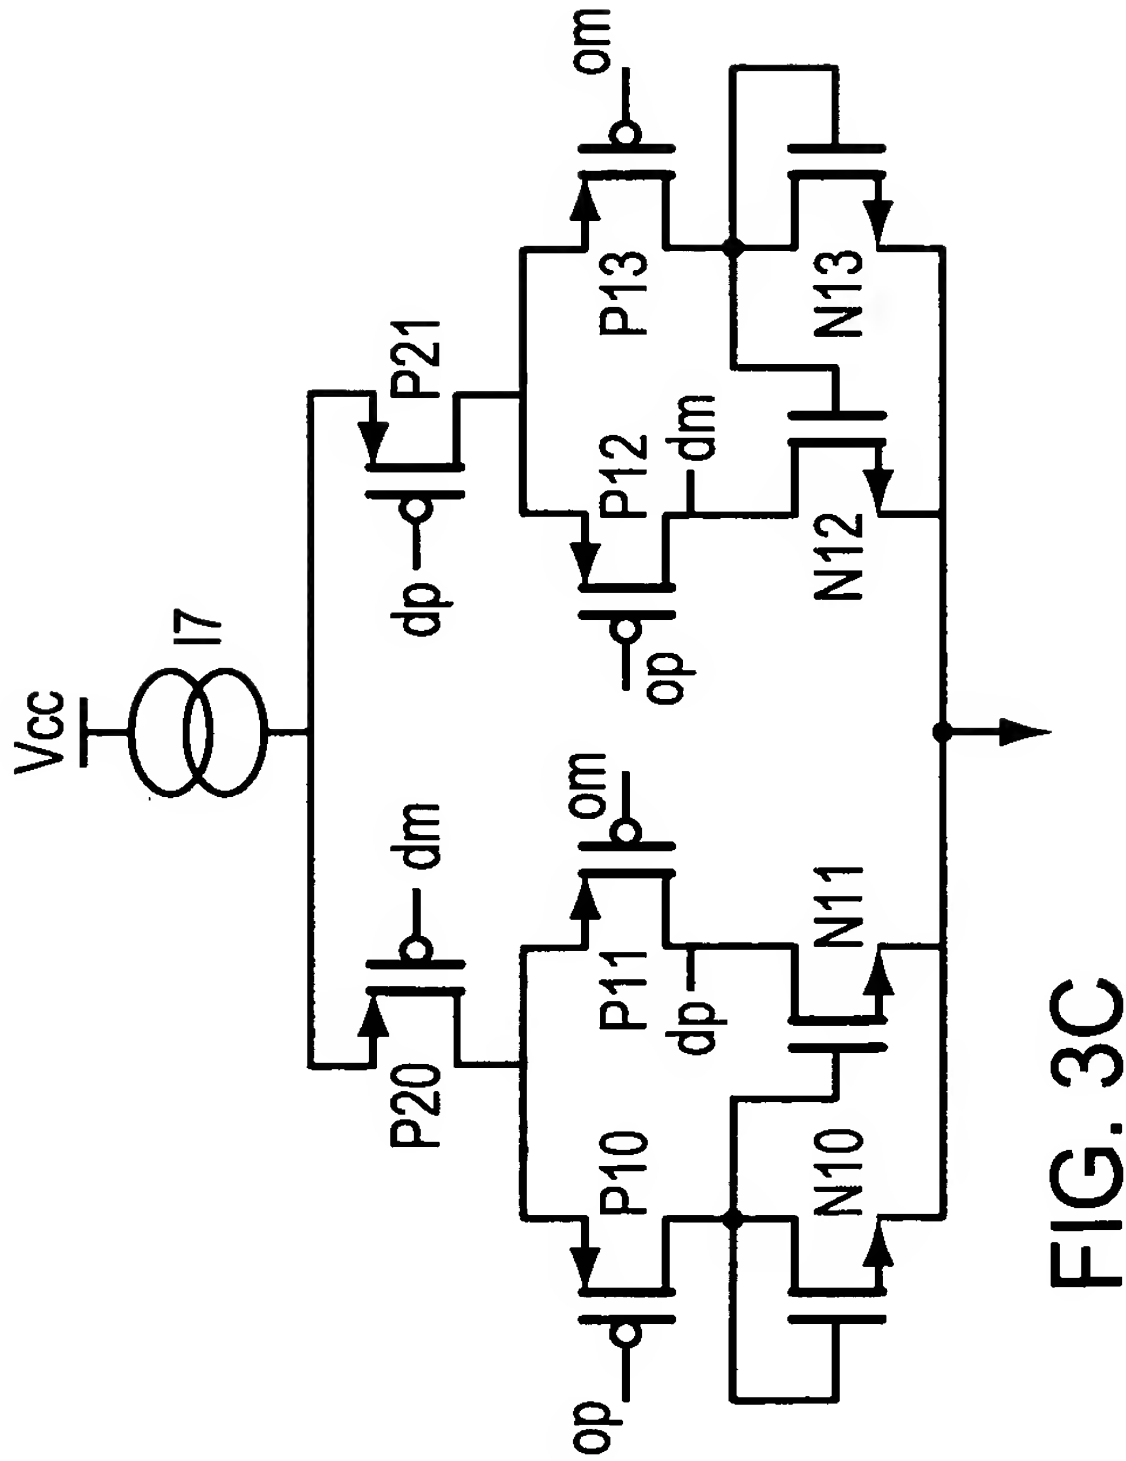 Vcc
I7
P20
dm
dp
P21
op
P10
P11
om
op
P12
P13
om
dp
dm
N10
N11
N12
N13
FIG. 3C